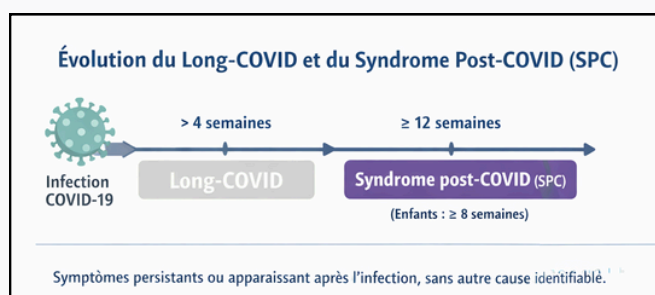 Évolution du Long-COVID et du Syndrome Post-COVID (SPC)
> 4 semaines
≥ 12 semaines
Infection
COVID-19
Long-COVID
Syndrome post-COVID (SPC)
(Enfants : ≥ 8 semaines)
Symptômes persistants ou apparaissant après l'infection, sans autre cause identifiable.